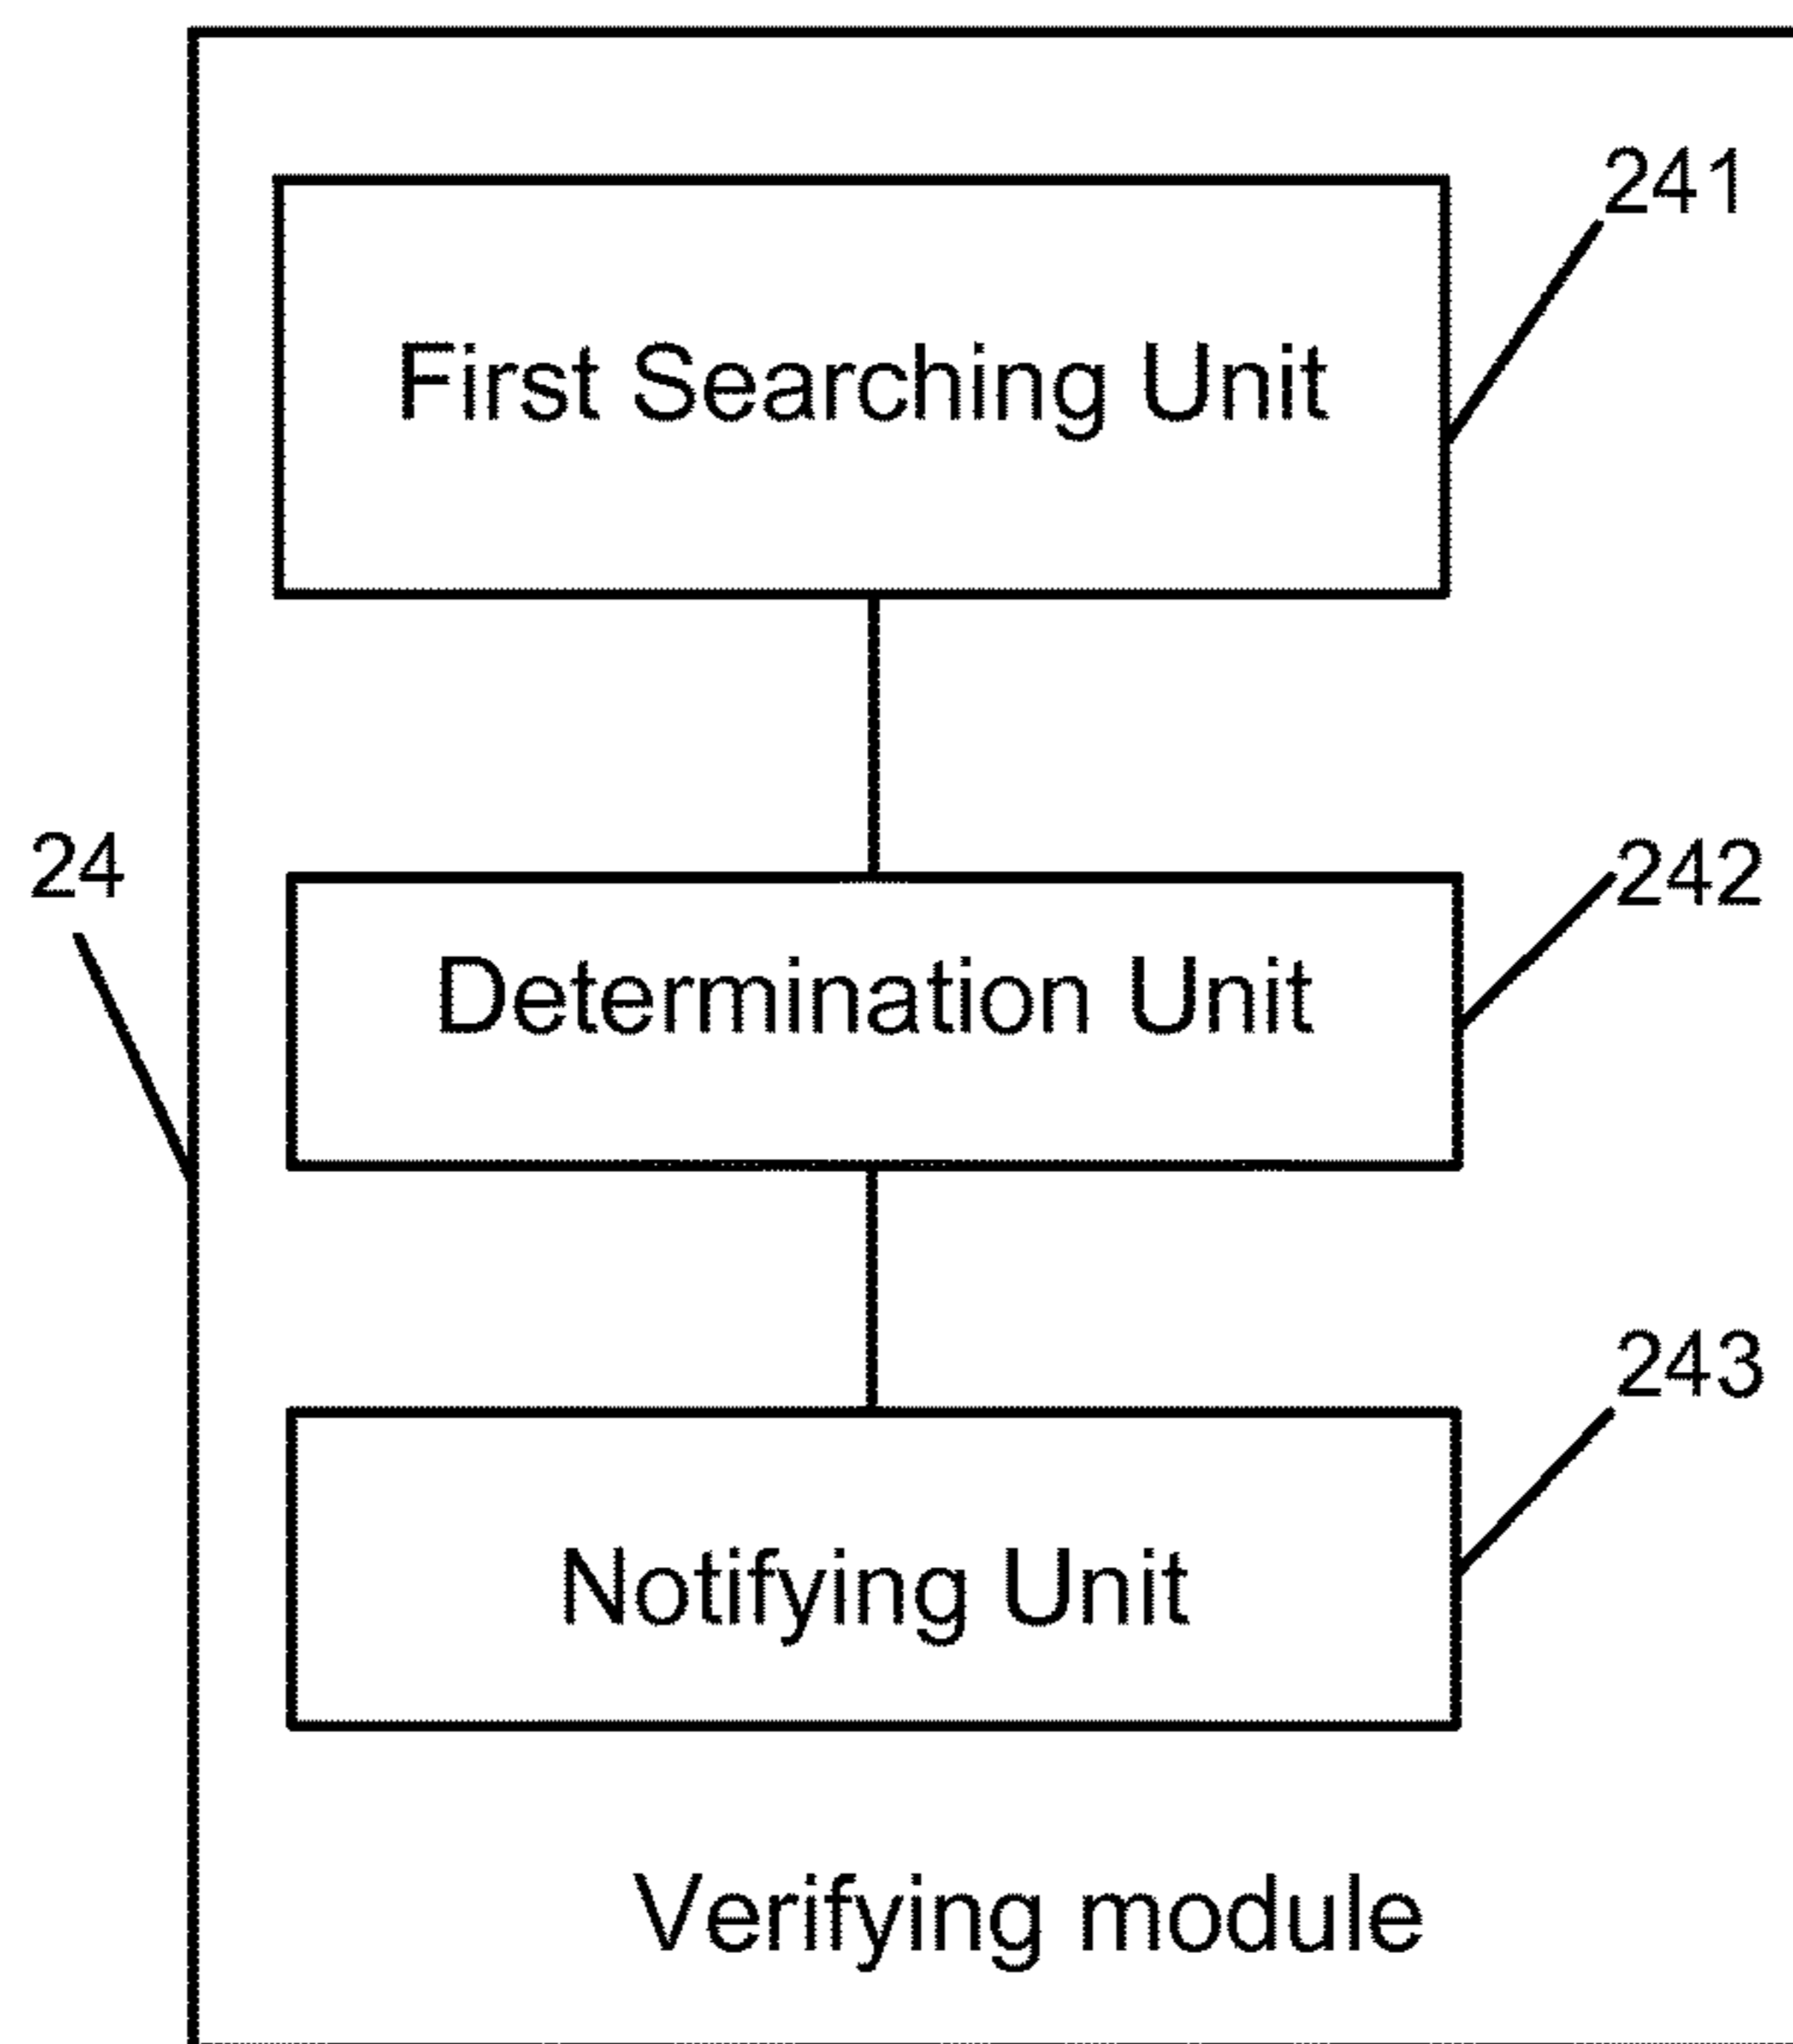 241
First Searching Unit
24
242
Determination Unit
243
Notifying Unit
Verifying module